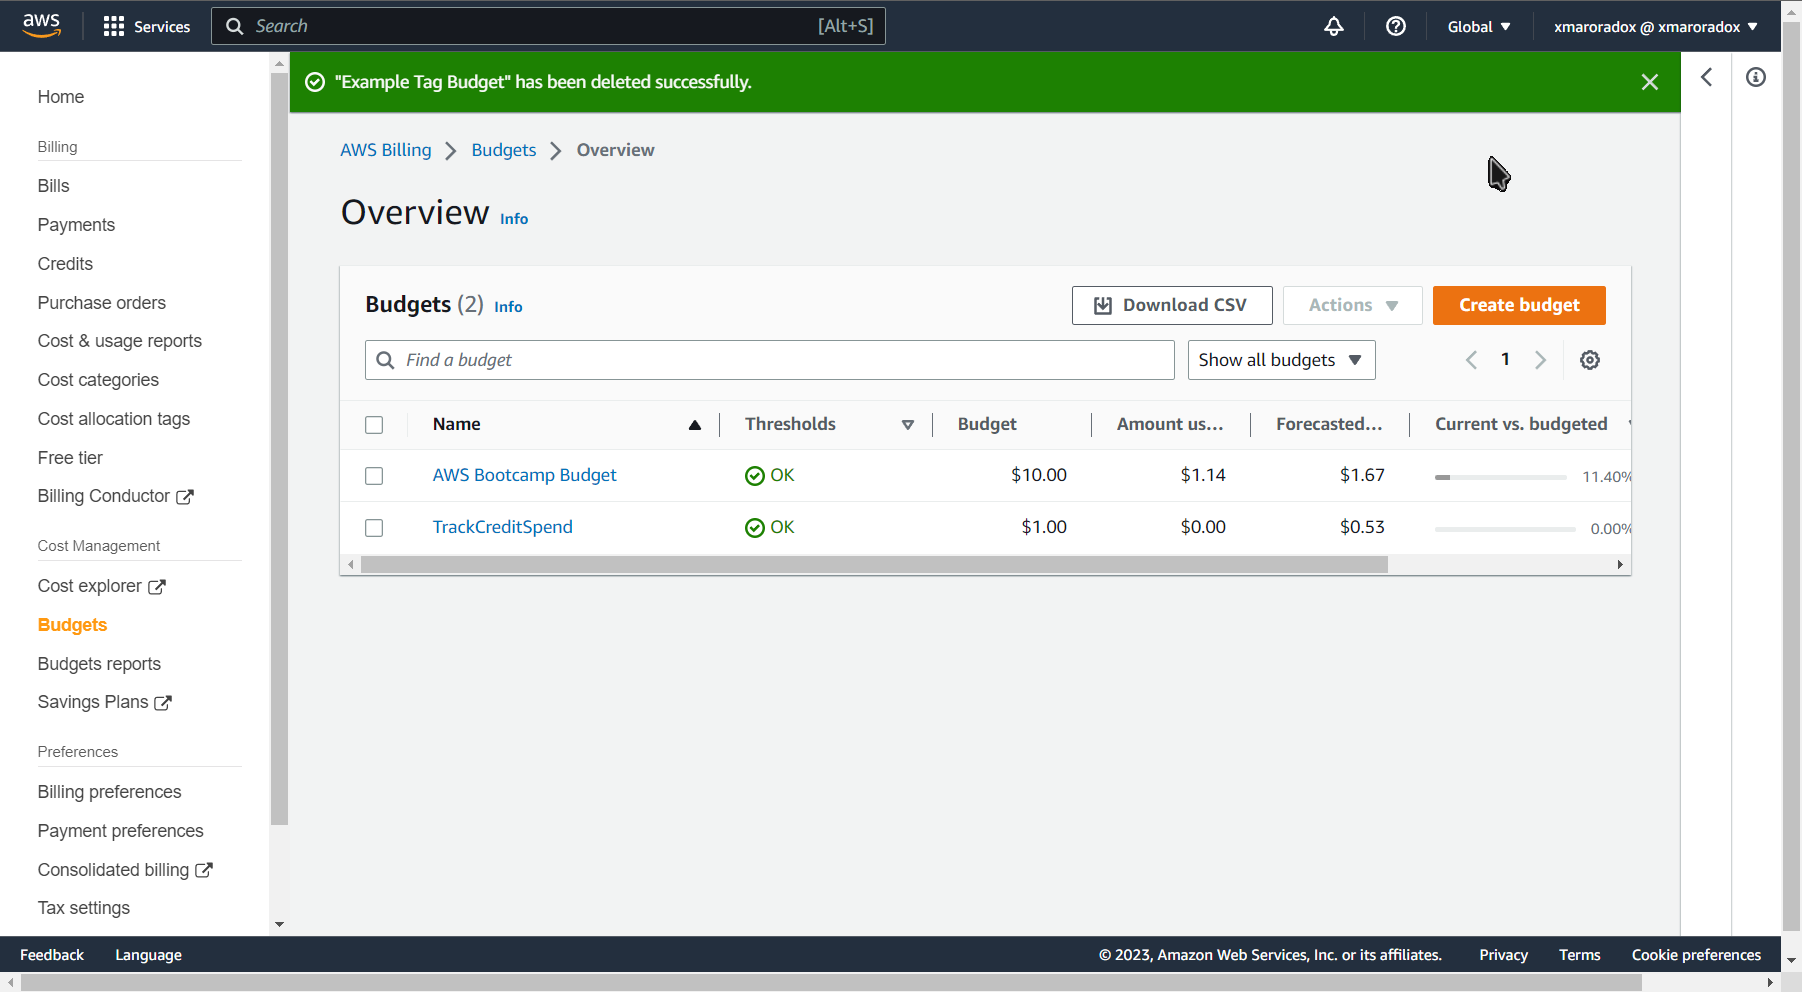 aws
Services
Search
[Alt+S]
Global
xmaroradox @ xmaroradox
Home
Billing
Bills
Payments
Credits
Purchase orders
Cost & usage reports
Cost categories
Cost allocation tags
Free tier
Billing Conductor
Cost Management
Cost explorer
Budgets
Budgets reports
Savings Plans
Preferences
Billing preferences
Payment preferences
Consolidated billing
Tax settings
"Example Tag Budget" has been deleted successfully.
AWS Billing
Budgets
Overview
Overview Info
Budgets (2) Info
Download CSV
Actions
Create budget
Find a budget
Show all budgets
1
Name
Thresholds
Budget
Amount us...
Forecasted...
Current vs. budgeted
AWS Bootcamp Budget
OK
$10.00
$1.14
$1.67
11.40%
TrackCreditSpend
OK
$1.00
$0.00
$0.53
0.00%
Feedback
Language
© 2023, Amazon Web Services, Inc. or its affiliates.
Privacy
Terms
Cookie preferences